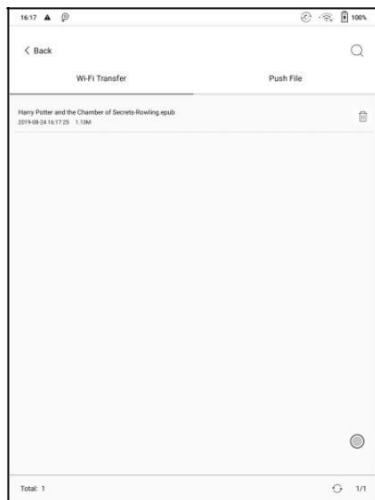 16:17 100%
Back
Wi-Fi Transfer Push File
Harry Potter and the Chamber of Secrets-Rowling.epub
2019-08-24 16:17:25 1.10M
Total: 1 1/1